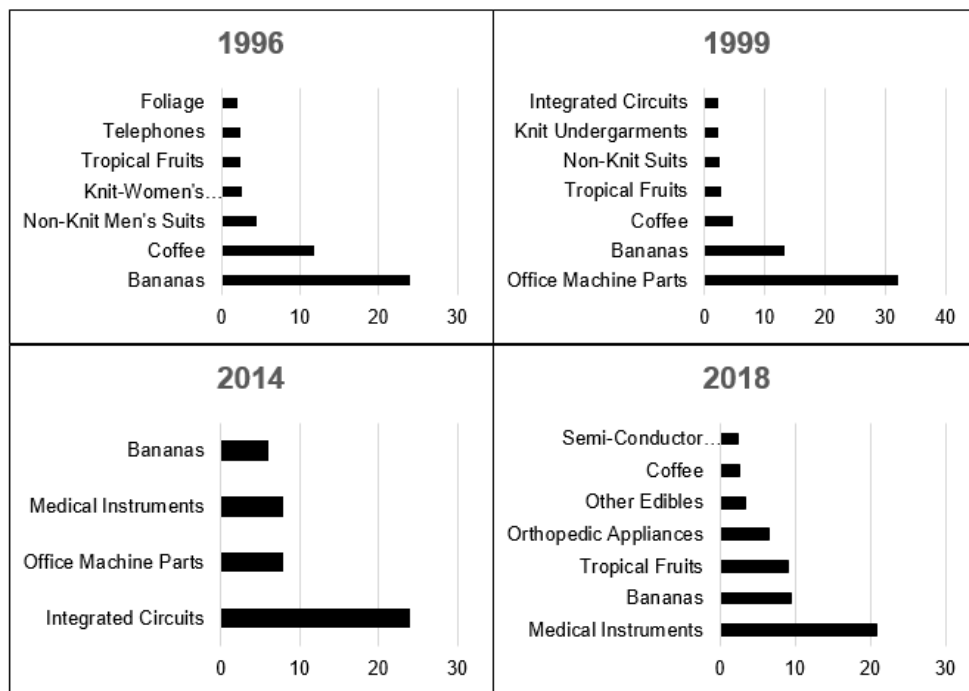 1996
Foliage
Telephones
Tropical Fruits
Knit-Women's...
Non-Knit Men's Suits
Coffee
Bananas
0 10 20 30
1999
Integrated Circuits
Knit Undergarments
Non-Knit Suits
Tropical Fruits
Coffee
Bananas
Office Machine Parts
0 10 20 30 40
2014
Bananas
Medical Instruments
Office Machine Parts
Integrated Circuits
0 10 20 30
2018
Semi-Conductor...
Coffee
Other Edibles
Orthopedic Appliances
Tropical Fruits
Bananas
Medical Instruments
0 10 20 30